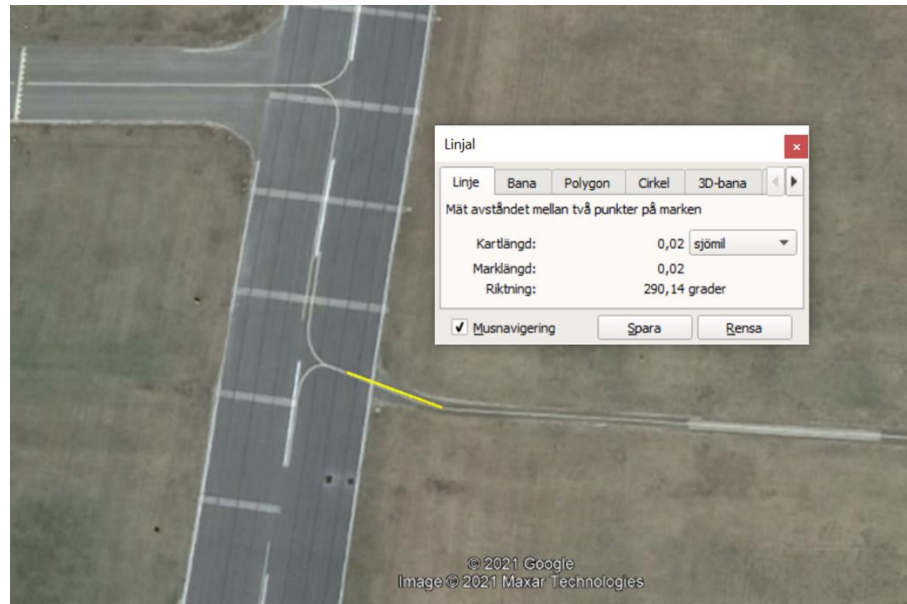 Linjal
Linje Bana Polygon Cirkel 3D-bana
Mät avståndet mellan två punkter på marken
Kartlängd: 0,02 sjömil
Marklängd: 0,02
Riktning: 290,14 grader
Musnavigering Spara Rensa
© 2021 Google
Image © 2021 Maxar Technologies